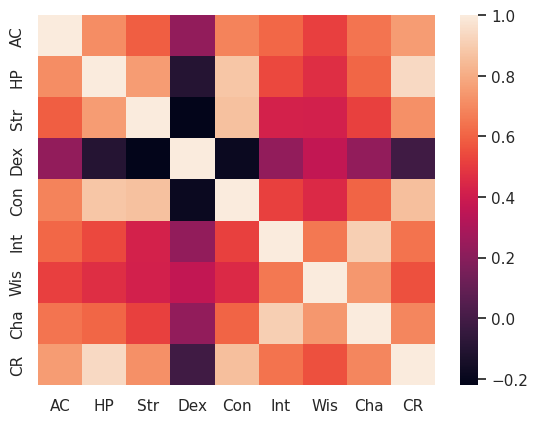 AC
HP
Str
Dex
Con
Int
Wis
Cha
CR
AC HP Str Dex Con Int Wis Cha CR
1.0
0.8
0.6
0.4
0.2
0.0
−0.2